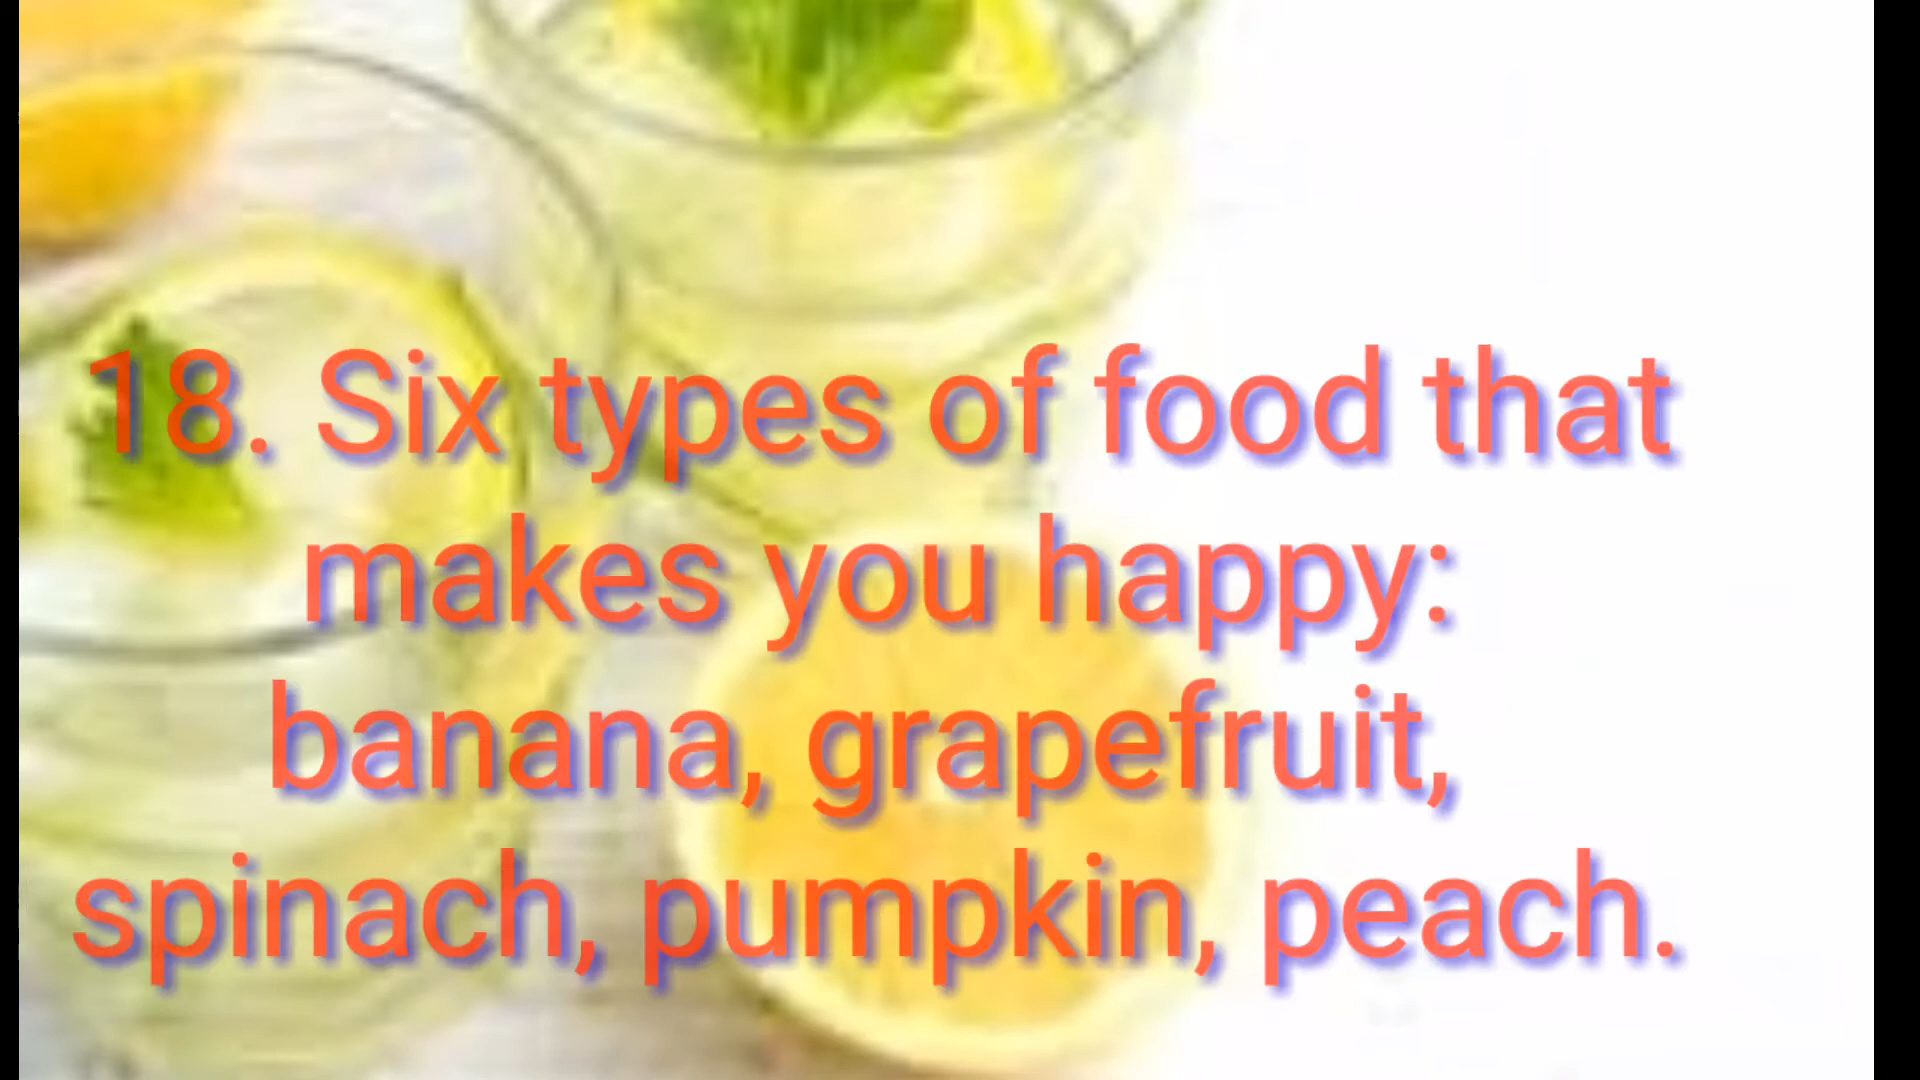 18. Six types of food that
makes you happy:
banana, grapefruit,
spinach, pumpkin, peach.